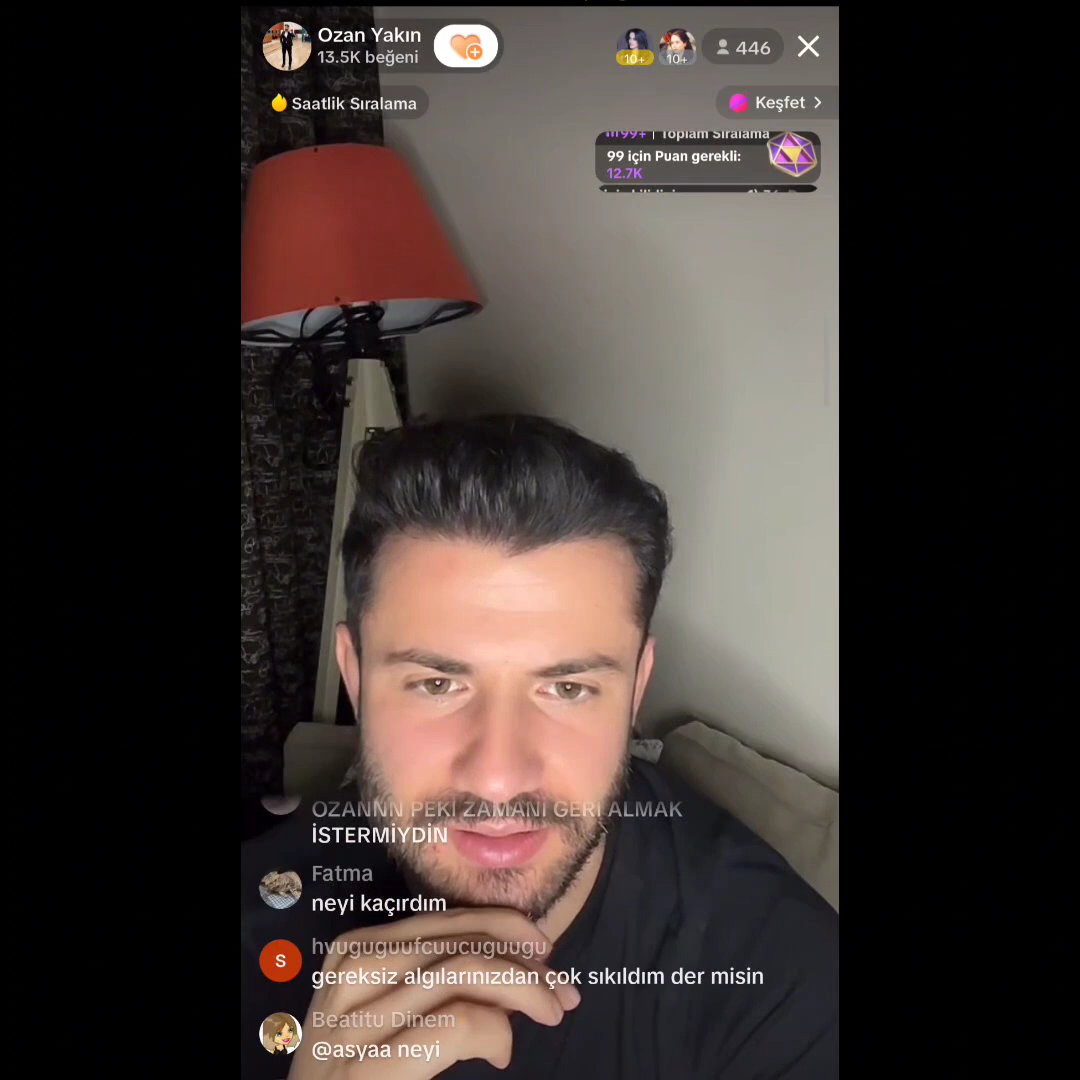 Ozan Yakın
13.5K beğeni
10+
10+
446
Saatlik Sıralama
Keşfet
99+ | Toplam Sıralama
99 için Puan gerekli:
12.7K
OZANNN PEKİ ZAMANI GERİ ALMAK
İSTERMİYDİN
Fatma
neyi kaçırdım
S
hvuguguufcuucuguugu
gereksiz algılarınızdan çok sıkıldım der misin
Beatitu Dinem
@asyaa neyi